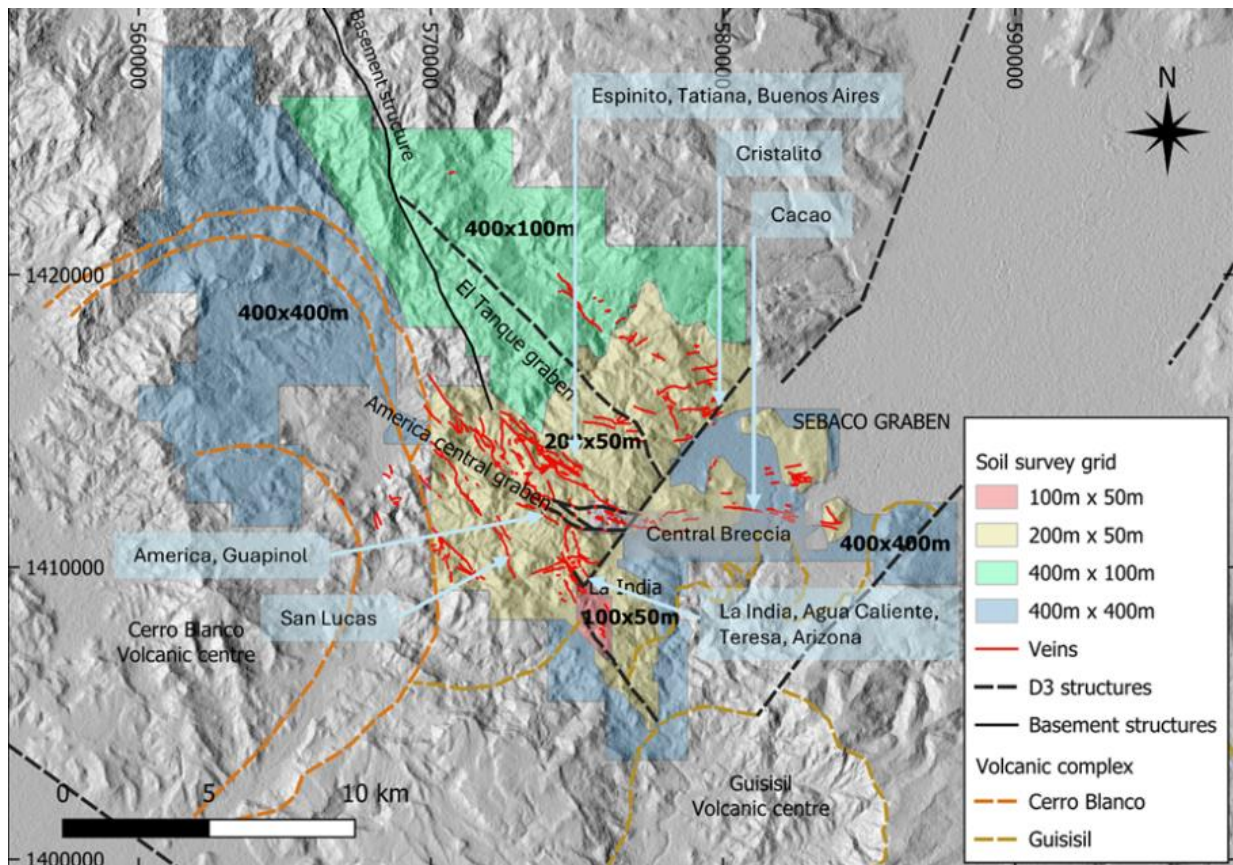 560000
570000
580000
590000
Basement structure
Espinito, Tatiana, Buenos Aires
N
Cristalito
Cacao
400x100m
1420000
El Tanque graben
400x400m
SEBACO GRABEN
America central graben
200x50m
Central Breccia
400x400m
America, Guapinol
1410000
La India
San Lucas
100x50m
La India, Agua Caliente,
Teresa, Arizona
Cerro Blanco
Volcanic centre
Guisisil
Volcanic centre
0
5
10 km
1400000
Soil survey grid
100m x 50m
200m x 50m
400m x 100m
400m x 400m
Veins
D3 structures
Basement structures
Volcanic complex
Cerro Blanco
Guisisil